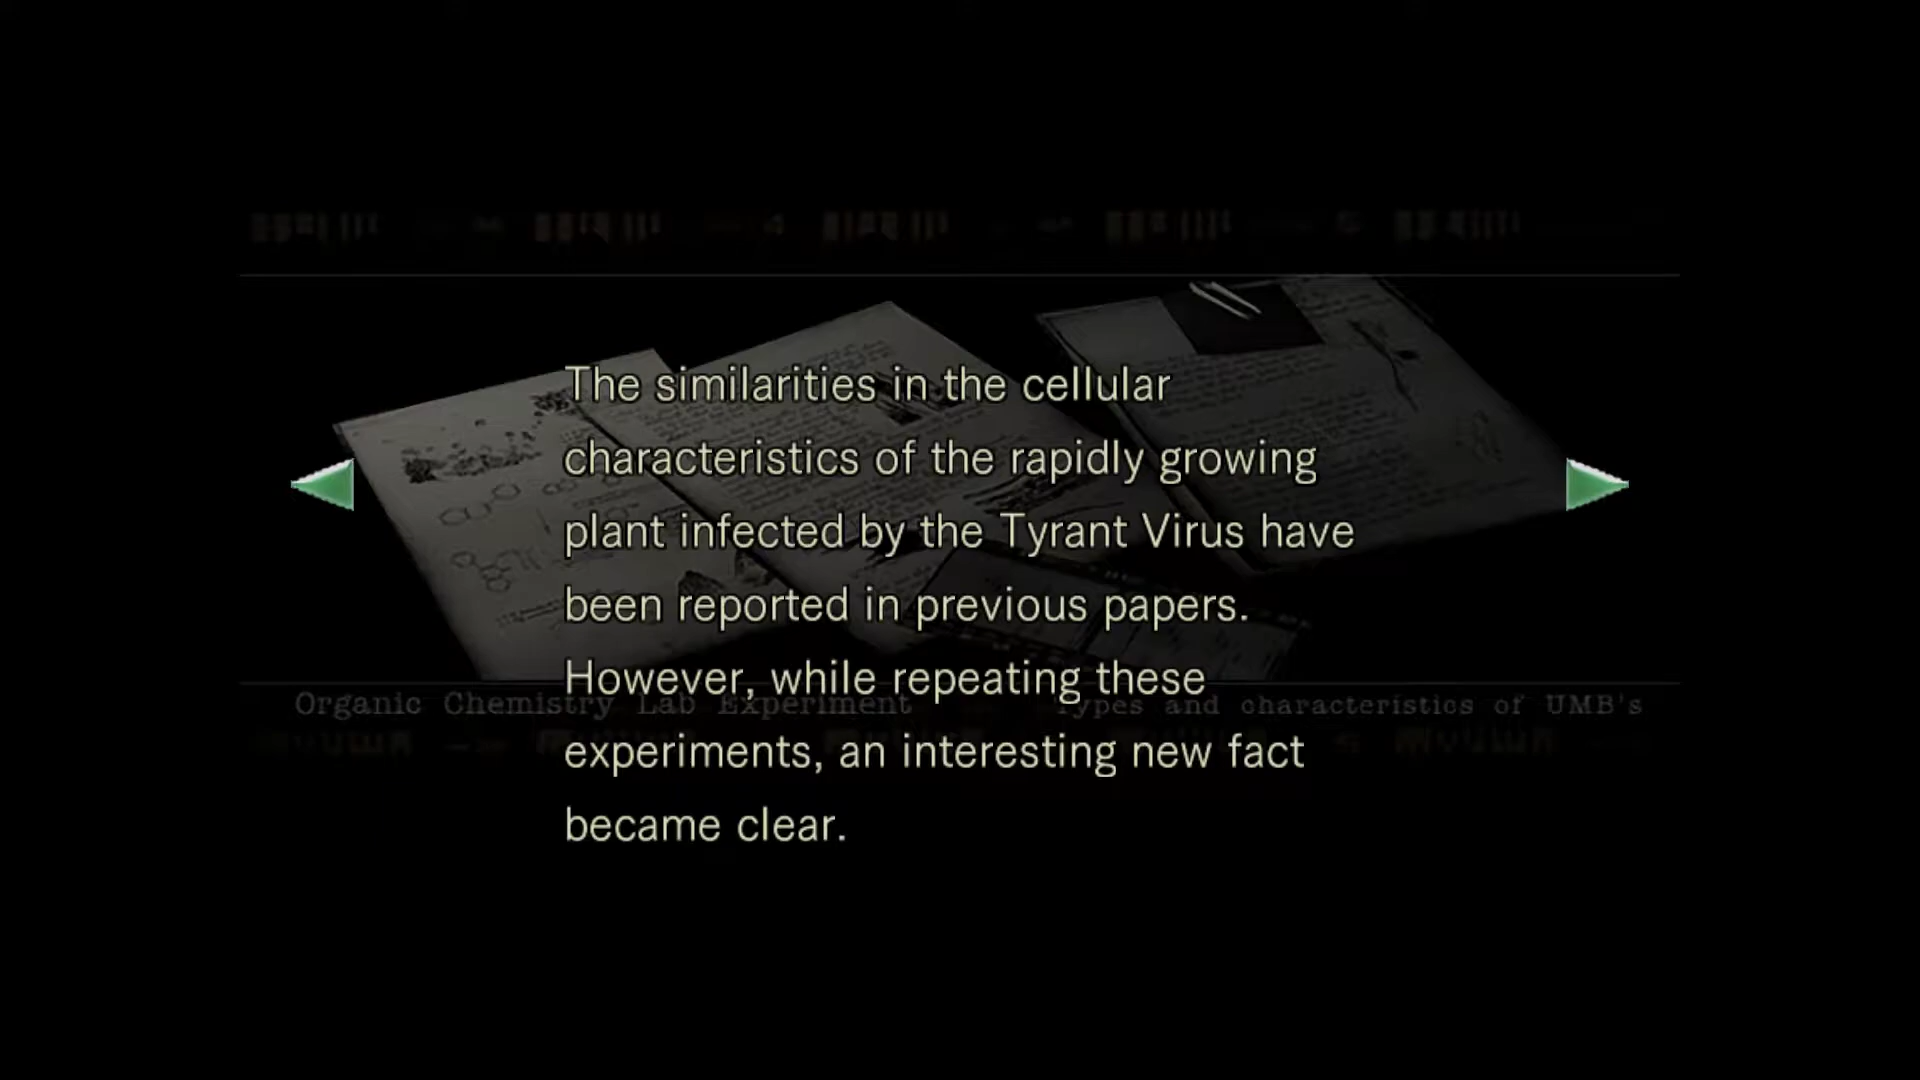 The similarities in the cellular
characteristics of the rapidly growing
plant infected by the Tyrant Virus have
been reported in previous papers.
However, while repeating these
Organic Chemistry Lab Experiment Types and characteristics of UMB's
experiments, an interesting new fact
became clear.